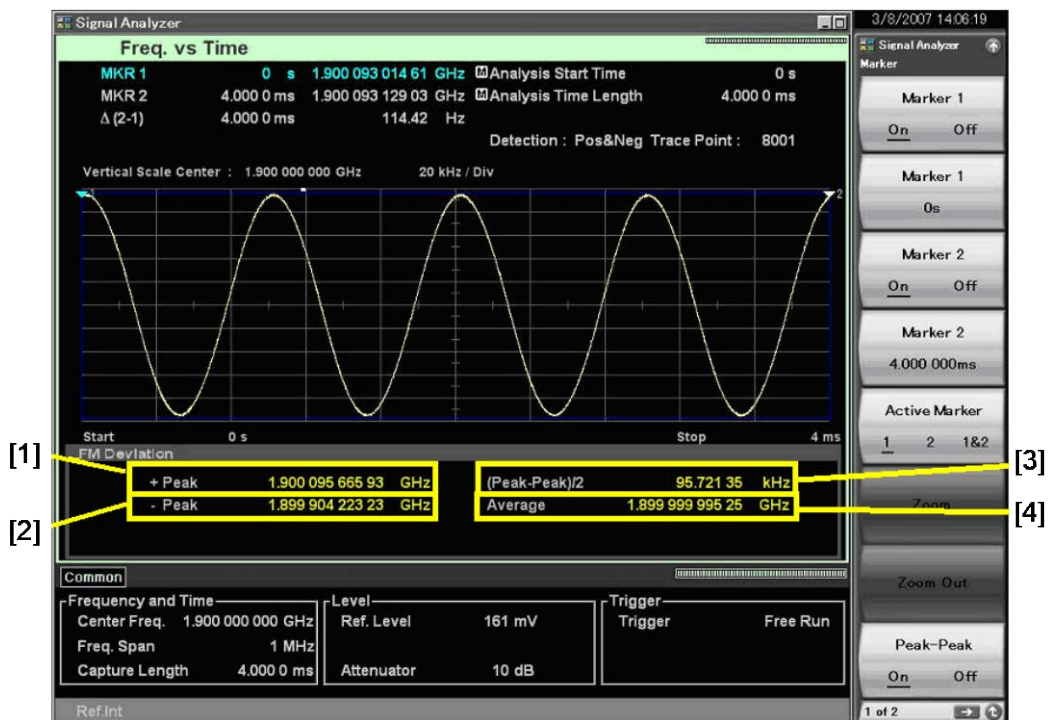 Signal Analyzer
3/8/2007 14:06:19
Freq. vs Time
MKR 1 0 s 1.900 093 014 61 GHz M Analysis Start Time 0 s
MKR 2 4.000 0 ms 1.900 093 129 03 GHz M Analysis Time Length 4.000 0 ms
Δ (2-1) 4.000 0 ms 114.42 Hz
Detection : Pos&Neg Trace Point : 8001
Vertical Scale Center : 1.900 000 000 GHz 20 kHz / Div
1
2
Start 0 s Stop 4 ms
FM Deviation
[1]
+ Peak 1.900 095 665 93 GHz (Peak-Peak)/2 95.721 35 kHz
[3]
[2]
- Peak 1.899 904 223 23 GHz Average 1.899 999 995 25 GHz
[4]
Common
Frequency and Time
Center Freq. 1.900 000 000 GHz
Freq. Span 1 MHz
Capture Length 4.000 0 ms
Level
Ref. Level 161 mV
Attenuator 10 dB
Trigger
Trigger Free Run
Ref.Int
Signal Analyzer
Marker
Marker 1
On Off
Marker 1
0s
Marker 2
On Off
Marker 2
4.000 000ms
Active Marker
1 2 1&2
Zoom
Zoom Out
Peak-Peak
On Off
1 of 2